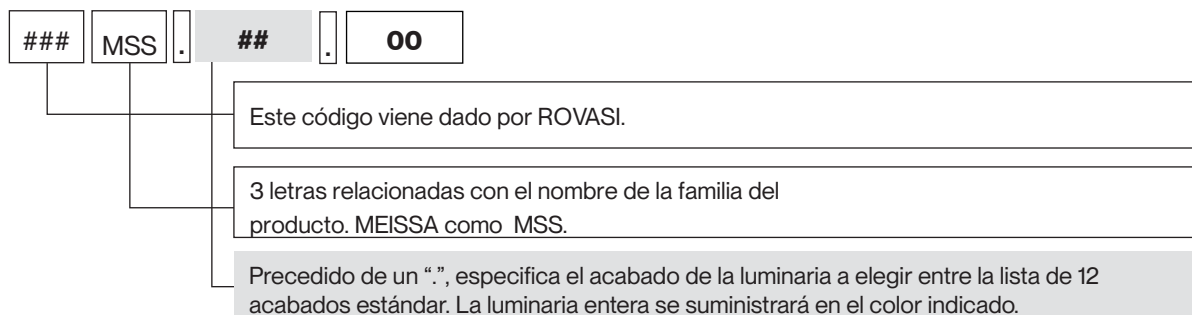 ### MSS . ## . 00
Este código viene dado por ROVASI.
3 letras relacionadas con el nombre de la familia del
producto. MEISSA como  MSS.
Precedido de un “.”, especifica el acabado de la luminaria a elegir entre la lista de 12
acabados estándar. La luminaria entera se suministrará en el color indicado.